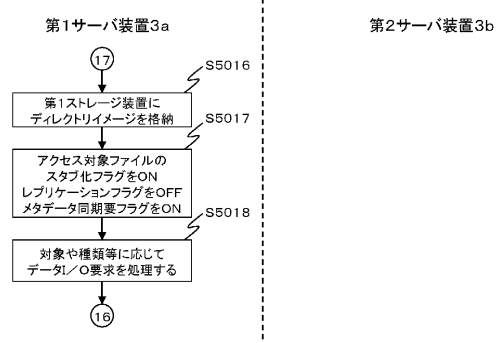 第1サーバ装置3a
第2サーバ装置3b
17
S5016
第1ストレージ装置に
ディレクトリイメージを格納
S5017
アクセス対象ファイルの
スタブ化フラグをON
レプリケーションフラグをOFF
メタデータ同期要フラグをON
S5018
対象や種類等に応じて
データI／O要求を処理する
16